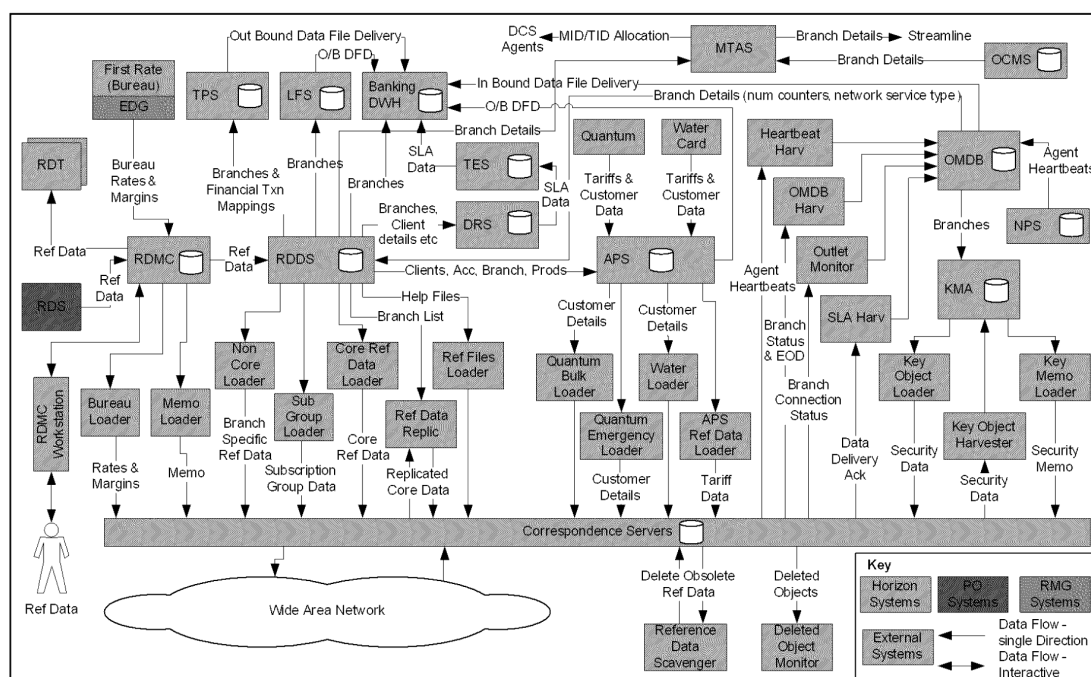 Out Bound Data File Delivery
O/B DFD
DCS
Agents
MID/TID Allocation
MTAS
Branch Details
Streamline
Branch Details
OCMS
First Rate
(Bureau)
EDG
TPS
LFS
Banking
DWH
In Bound Data File Delivery
O/B DFD
Branch Details (num counters, network service type)
Branch Details
Quantum
Water
Card
Heartbeat
Harv
OMDB
Agent
Heartbeats
RDT
Bureau
Rates &
Margins
Branches &
Financial Txn
Mappings
Branches
Branches
SLA
Data
TES
SLA
Data
Tariffs &
Customer
Data
Tariffs &
Customer
Data
OMDB
Harv
Branches
NPS
Branches,
Client
details etc
DRS
Ref Data
RDMC
Ref
Data
RDDS
Clients, Acc, Branch, Prods
APS
Outlet
Monitor
KMA
RDS
Ref
Data
Help Files
Branch List
Customer
Details
Customer
Details
Agent
Heartbeats
Branch
Status
& EOD
SLA Harv
Non
Core
Loader
Core Ref
Data Loader
Ref Files
Loader
Quantum
Bulk
Loader
Water
Loader
Key
Object
Loader
Key
Memo
Loader
RDMC
Workstation
Bureau
Loader
Memo
Loader
Sub
Group
Loader
Ref Data
Replic
Quantum
Emergency
Loader
APS
Ref Data
Loader
Branch
Connection
Status
Key Object
Harvester
Branch
Specific
Ref Data
Core
Ref Data
Rates &
Margins
Memo
Subscription
Group Data
Replicated
Core Data
Customer
Details
Tariff
Data
Data
Delivery
Ack
Security
Data
Security
Data
Security
Memo
Correspondence Servers
Ref Data
Wide Area Network
Delete Obsolete
Ref Data
Deleted
Objects
Reference
Data
Scavenger
Deleted
Object
Monitor
Key
Horizon
Systems
PO
Systems
RMG
Systems
External
Systems
Data Flow -
single Direction
Data Flow -
Interactive